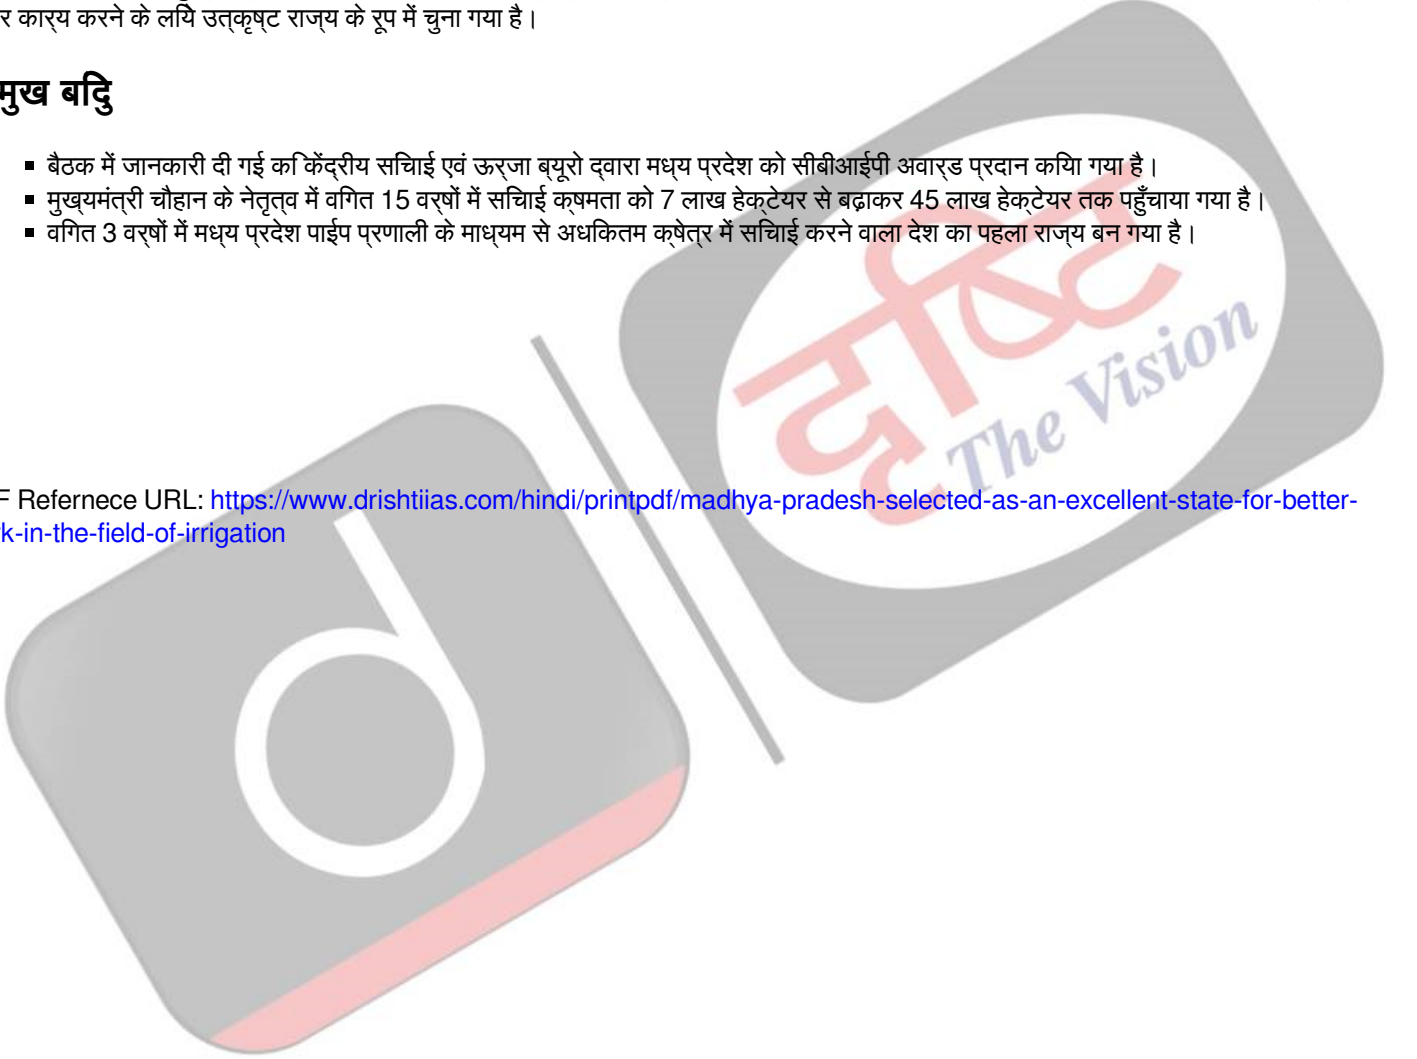 र कार्य करने के लिये उत्कृष्ट राज्य के रूप में चुना गया है।
मुख बिंदु
▪ बैठक में जानकारी दी गई कि केंद्रीय सिंचाई एवं ऊर्जा ब्यूरो द्वारा मध्य प्रदेश को सीबीआईपी अवार्ड प्रदान किया गया है।
▪ मुख्यमंत्री चौहान के नेतृत्व में विगत 15 वर्षों में सिंचाई क्षमता को 7 लाख हेक्टेयर से बढ़ाकर 45 लाख हेक्टेयर तक पहुँचाया गया है।
▪ विगत 3 वर्षों में मध्य प्रदेश पाईप प्रणाली के माध्यम से अधिकतम क्षेत्र में सिंचाई करने वाला देश का पहला राज्य बन गया है।
दृष्टि
The Vision
F Refernece URL: https://www.drishtiias.com/hindi/printpdf/madhya-pradesh-selected-as-an-excellent-state-for-better-
k-in-the-field-of-irrigation
d